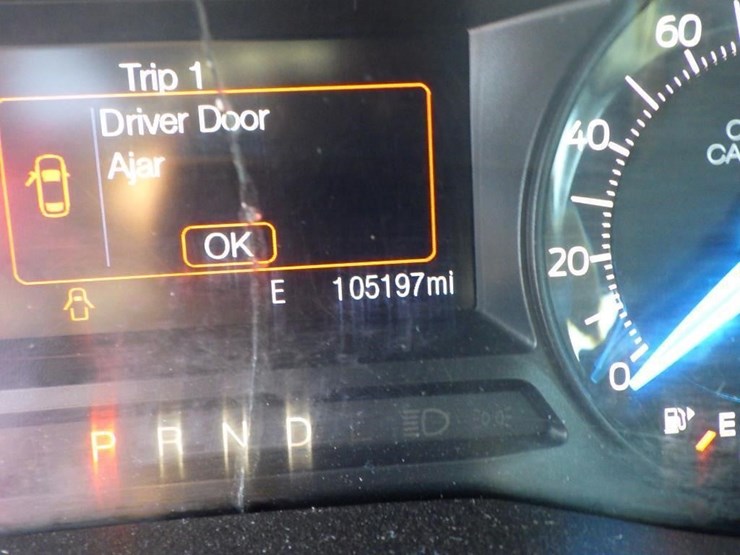 Trip 1
Driver Door
Ajar
OK
E 105197mi
P R N D
60
40
20
0
E